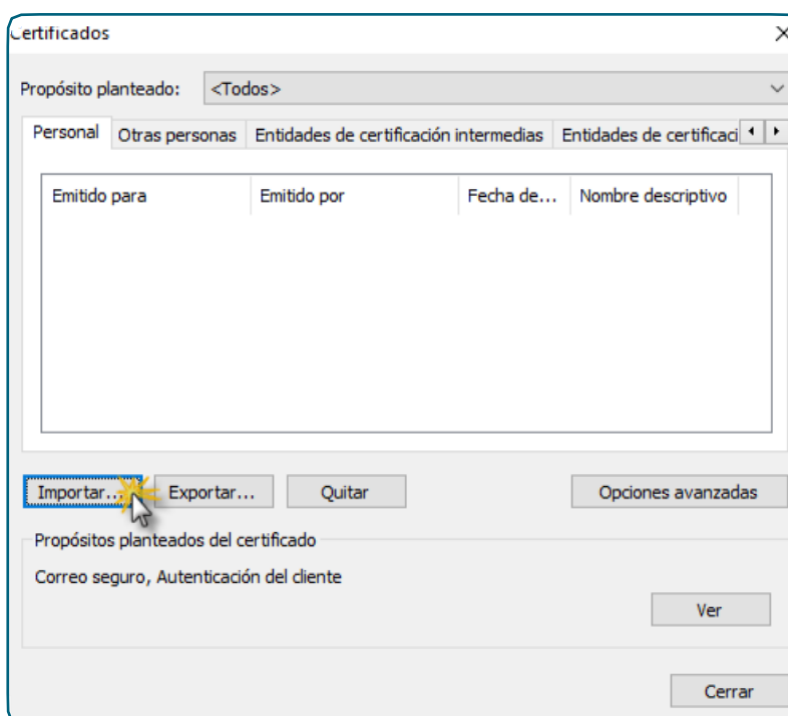 Certificados
Propósito planteado: <Todos>
Personal Otras personas Entidades de certificación intermedias Entidades de certificaci
Emitido para Emitido por Fecha de... Nombre descriptivo
Importar... Exportar... Quitar Opciones avanzadas
Propósitos planteados del certificado
Correo seguro, Autenticación del cliente
Ver
Cerrar